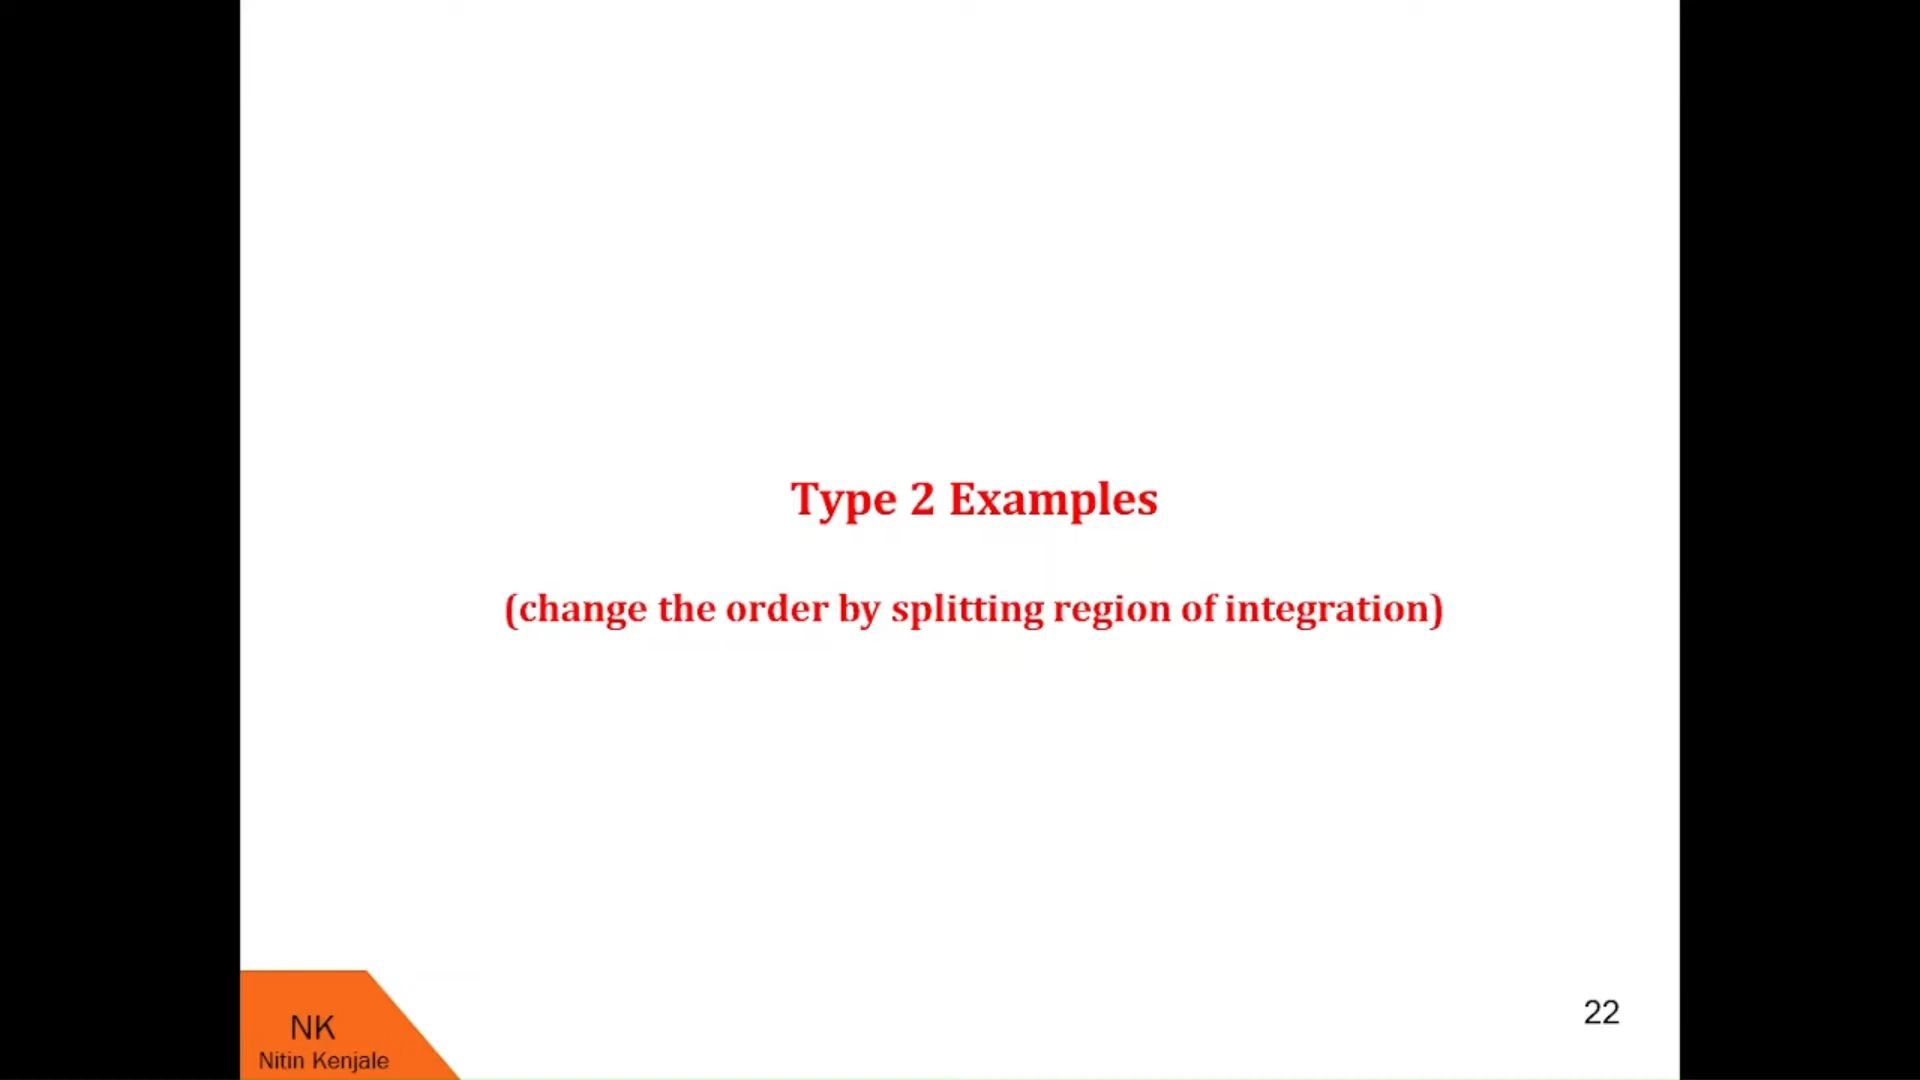 Type 2 Examples
(change the order by splitting region of integration)
22
NK
Nitin Kenjale